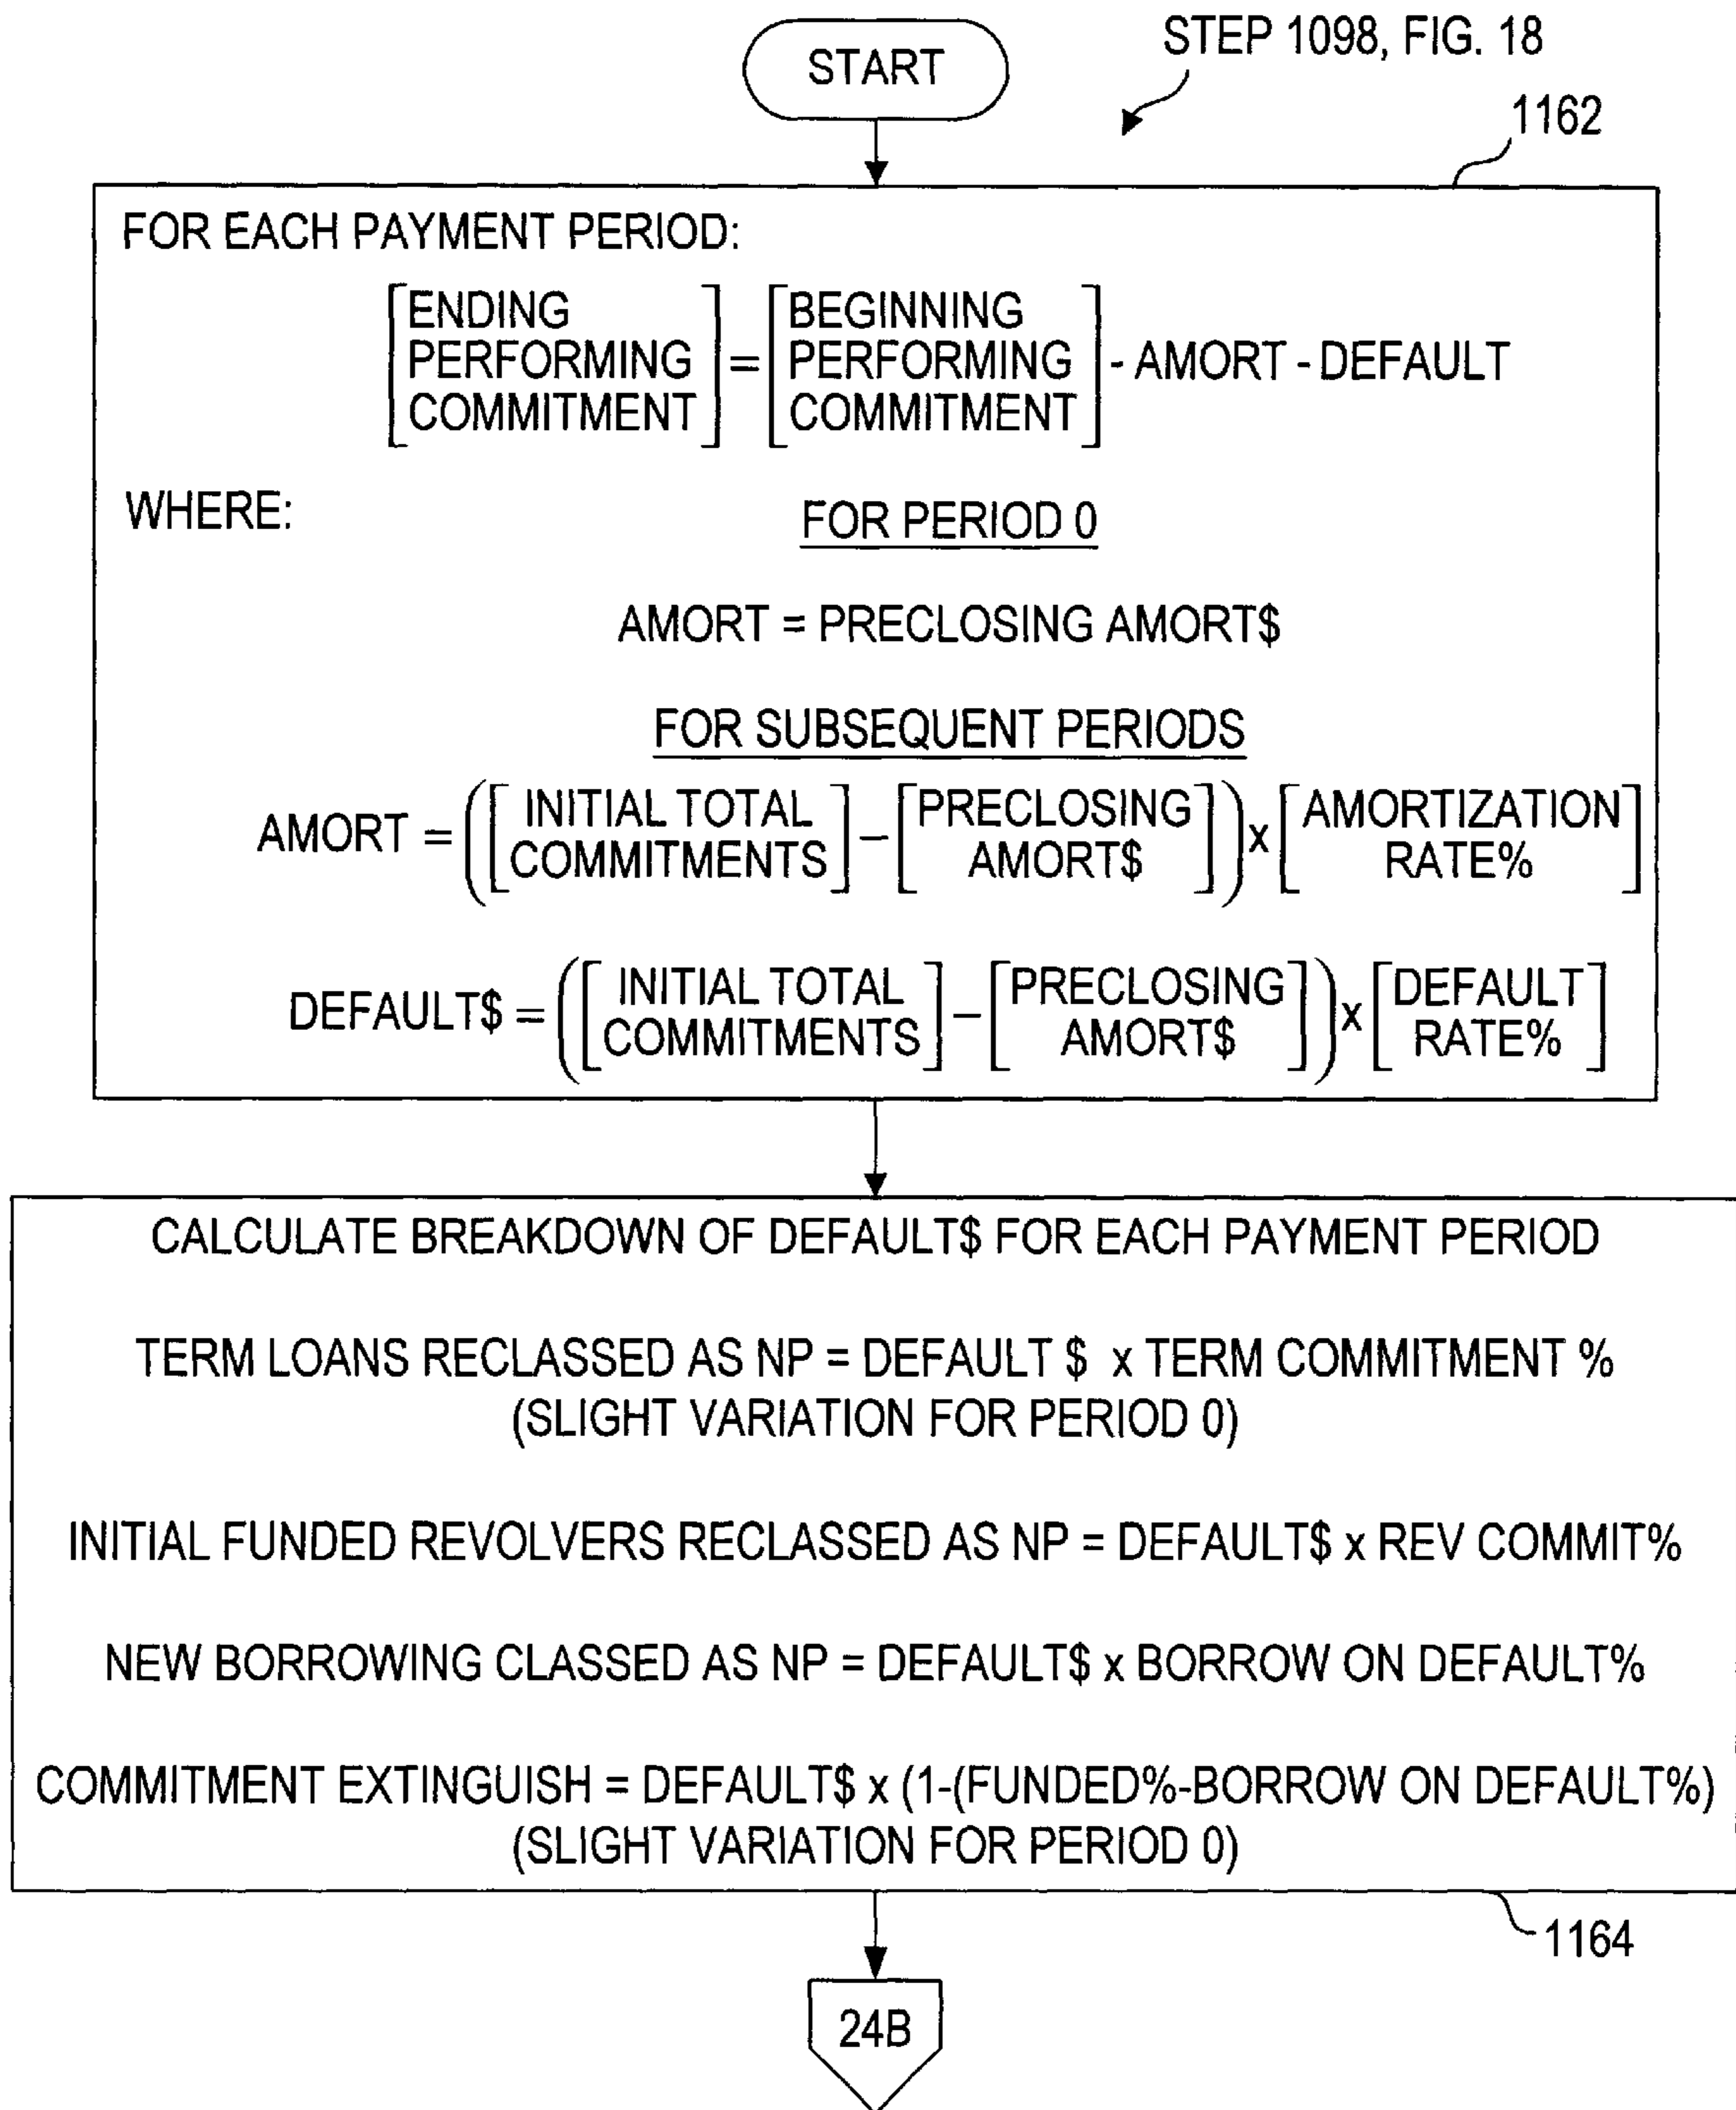 START
STEP 1098, FIG. 18
1162
FOR EACH PAYMENT PERIOD:
[ENDING PERFORMING COMMITMENT] = [BEGINNING PERFORMING COMMITMENT] - AMORT - DEFAULT
WHERE:
FOR PERIOD 0
AMORT = PRECLOSING AMORT$
FOR SUBSEQUENT PERIODS
AMORT = ([INITIAL TOTAL COMMITMENTS] – [PRECLOSING AMORT$]) x [AMORTIZATION RATE%]
DEFAULT$ = ([INITIAL TOTAL COMMITMENTS] – [PRECLOSING AMORT$]) x [DEFAULT RATE%]
CALCULATE BREAKDOWN OF DEFAULT$ FOR EACH PAYMENT PERIOD
TERM LOANS RECLASSED AS NP = DEFAULT $ x TERM COMMITMENT %
(SLIGHT VARIATION FOR PERIOD 0)
INITIAL FUNDED REVOLVERS RECLASSED AS NP = DEFAULT$ x REV COMMIT%
NEW BORROWING CLASSED AS NP = DEFAULT$ x BORROW ON DEFAULT%
COMMITMENT EXTINGUISH = DEFAULT$ x (1-(FUNDED%-BORROW ON DEFAULT%)
(SLIGHT VARIATION FOR PERIOD 0)
1164
24B